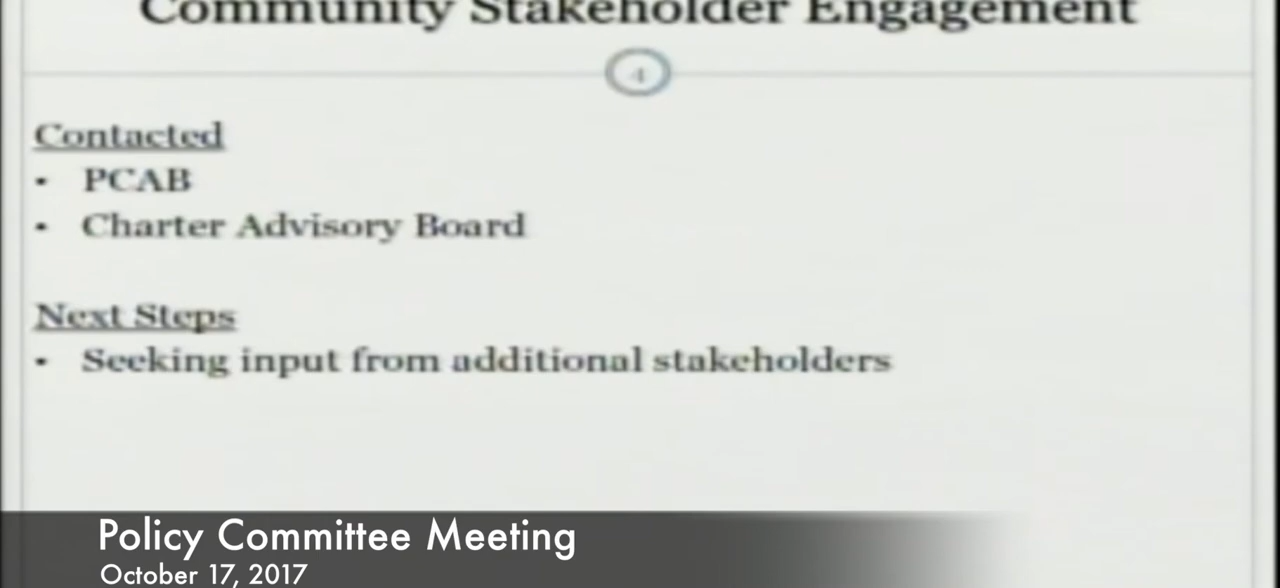 Community Stakeholder Engagement
4
Contacted
• PCAB
• Charter Advisory Board
Next Steps
• Seeking input from additional stakeholders
Policy Committee Meeting
October 17, 2017